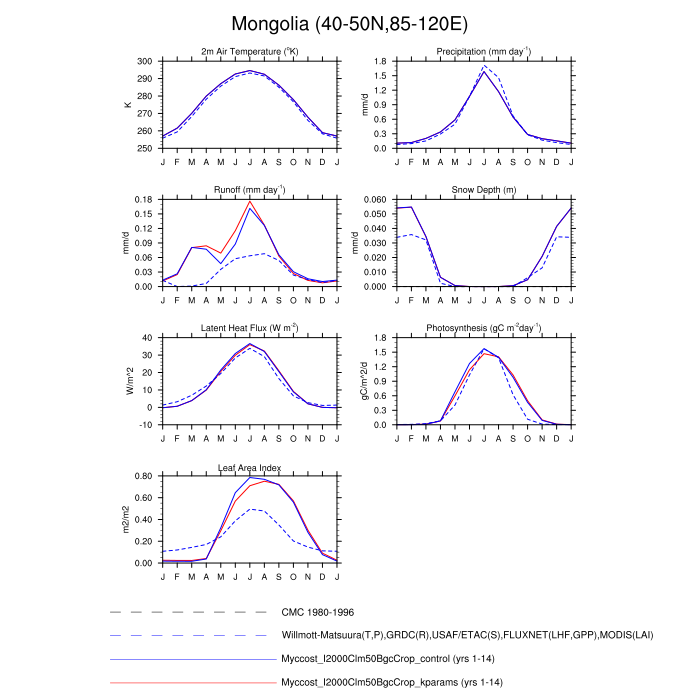 Mongolia (40-50N,85-120E)
2m Air Temperature (°K)
300
290
280
270
260
250
K
J F M A M J J A S O N D J
Precipitation (mm day⁻¹)
1.8
1.5
1.2
0.9
0.6
0.3
0.0
mm/d
J F M A M J J A S O N D J
Runoff (mm day⁻¹)
0.18
0.15
0.12
0.09
0.06
0.03
0.00
mm/d
J F M A M J J A S O N D J
Snow Depth (m)
0.060
0.050
0.040
0.030
0.020
0.010
0.000
mm/d
J F M A M J J A S O N D J
Latent Heat Flux (W m⁻²)
40
30
20
10
0
-10
W/m^2
J F M A M J J A S O N D J
Photosynthesis (gC m⁻²day⁻¹)
1.8
1.5
1.2
0.9
0.6
0.3
0.0
gC/m^2/d
J F M A M J J A S O N D J
Leaf Area Index
0.80
0.60
0.40
0.20
0.00
m2/m2
J F M A M J J A S O N D J
CMC 1980-1996
Willmott-Matsuura(T,P),GRDC(R),USAF/ETAC(S),FLUXNET(LHF,GPP),MODIS(LAI)
Myccost_I2000Clm50BgcCrop_control (yrs 1-14)
Myccost_I2000Clm50BgcCrop_kparams (yrs 1-14)